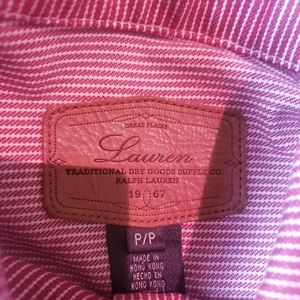 GREAT PLAINS
Lauren
TRADITIONAL DRY GOODS SUPPLY CO.
RALPH LAUREN
19 67
P/P
MADE IN
HONG KONG
HECHO EN
HONG KONG